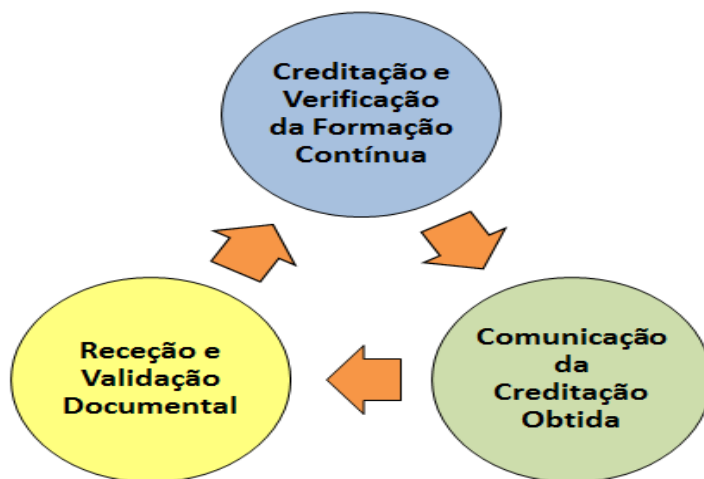 Creditação e
Verificação
da Formação
Contínua
Comunicação
da
Creditação
Obtida
Receção e
Validação
Documental